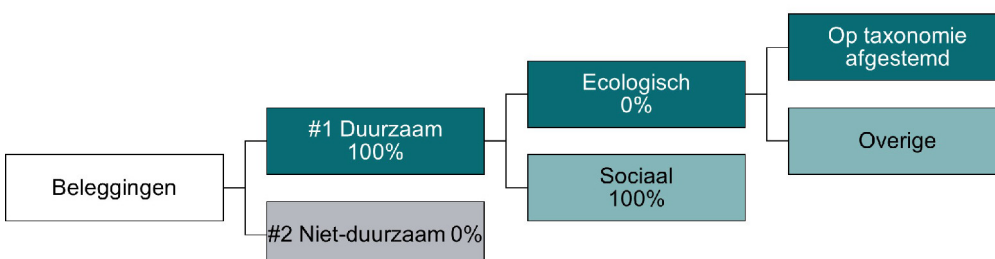 Beleggingen
#1 Duurzaam
100%
#2 Niet-duurzaam 0%
Ecologisch
0%
Sociaal
100%
Op taxonomie
afgestemd
Overige